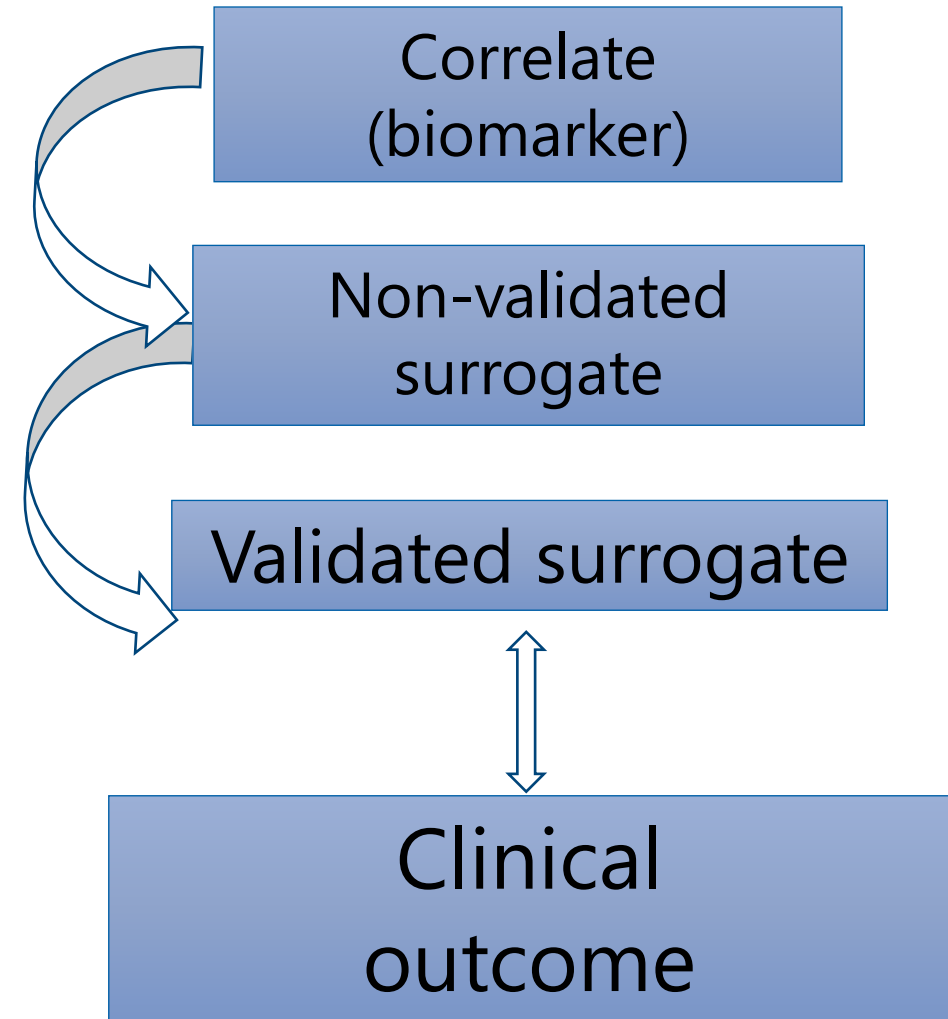 Correlate
(biomarker)
Non-validated
surrogate
Validated surrogate
Clinical
outcome